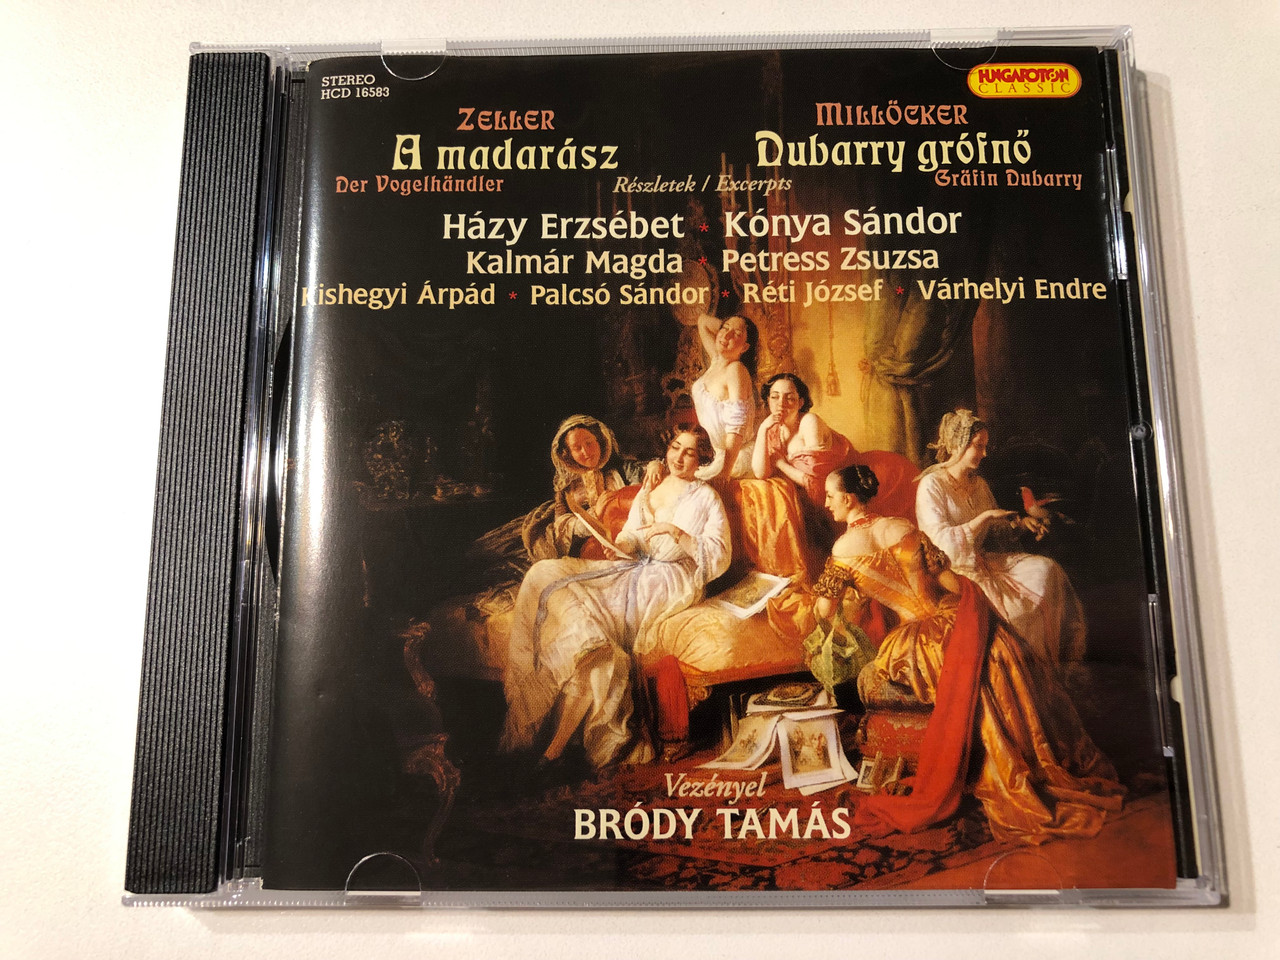 STEREO
HCD 16583
HUNGAROTON
CLASSIC
ZELLER
A madarász
Der Vogelhändler
MILLÖCKER
Dubarry grófnő
Gräfin Dubarry
Részletek / Excerpts
Házy Erzsébet * Kónya Sándor
Kalmár Magda * Petress Zsuzsa
Kishegyi Árpád * Palcsó Sándor * Réti József * Várhelyi Endre
Vezényel
BRÓDY TAMÁS